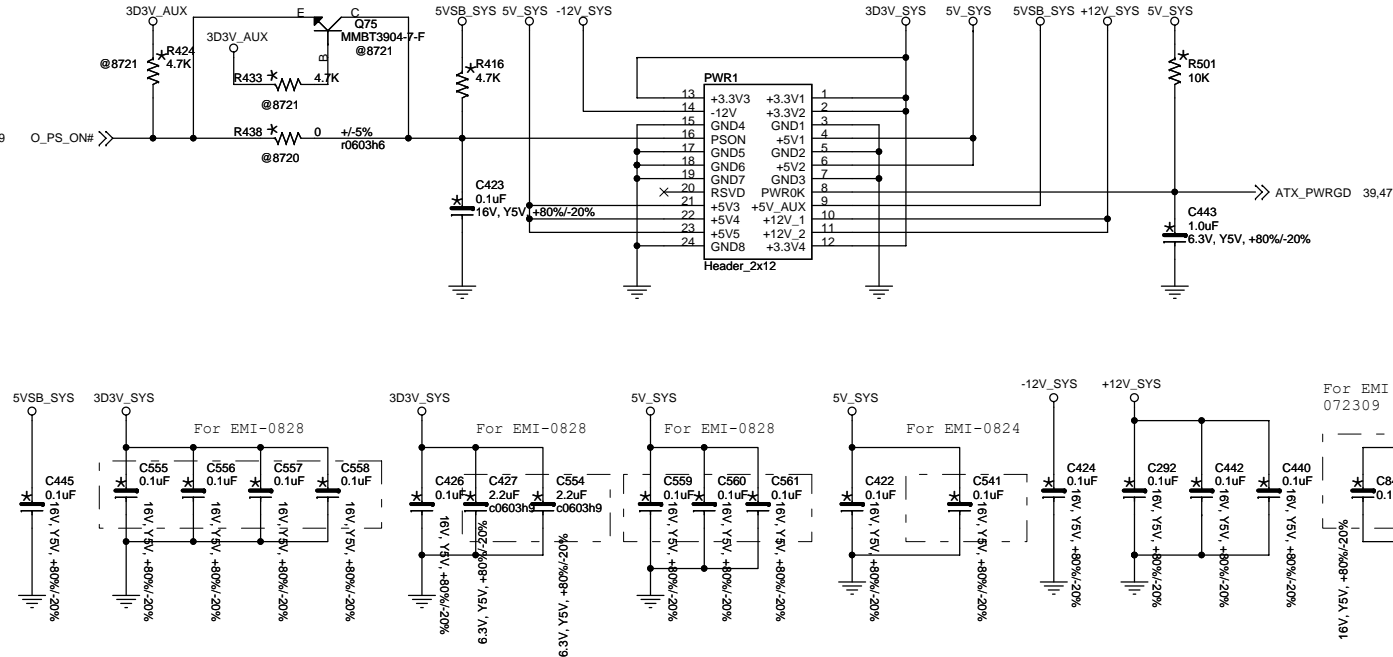 3D3V_AUX
5VSB_SYS 5V_SYS -12V_SYS
3D3V_SYS 5V_SYS 5VSB_SYS +12V_SYS 5V_SYS
E C
Q75
MMBT3904-7-F
@8721
B
3D3V_AUX
@8721
R424
4.7K
R433 4.7K
@8721
R416
4.7K
R501
10K
PWR1
13 +3.3V3 +3.3V1 1
14 -12V +3.3V2 2
15 GND4 GND1 3
16 PSON +5V1 4
17 GND5 GND2 5
18 GND6 +5V2 6
19 GND7 GND3 7
20 RSVD PWR0K 8
21 +5V3 +5V_AUX 9
22 +5V4 +12V_1 10
23 +5V5 +12V_2 11
24 GND8 +3.3V4 12
Header_2x12
9 O_PS_ON#
R438 0 +/-5%
r0603h6
@8720
C423
0.1uF
16V, Y5V, +80%/-20%
ATX_PWRGD 39,47
C443
1.0uF
6.3V, Y5V, +80%/-20%
5VSB_SYS
C445
0.1uF
16V, Y5V, +80%/-20%
3D3V_SYS
For EMI-0828
C555
0.1uF
16V, Y5V, +80%/-20%
C556
0.1uF
16V, Y5V, +80%/-20%
C557
0.1uF
16V, Y5V, +80%/-20%
C558
0.1uF
16V, Y5V, +80%/-20%
3D3V_SYS
For EMI-0828
C426
0.1uF
16V, Y5V, +80%/-20%
C427
2.2uF
c0603h9
6.3V, Y5V, +80%/-20%
C554
2.2uF
c0603h9
6.3V, Y5V, +80%/-20%
5V_SYS
For EMI-0828
C559
0.1uF
16V, Y5V, +80%/-20%
C560
0.1uF
16V, Y5V, +80%/-20%
C561
0.1uF
16V, Y5V, +80%/-20%
5V_SYS
For EMI-0824
C422
0.1uF
16V, Y5V, +80%/-20%
C541
0.1uF
16V, Y5V, +80%/-20%
-12V_SYS
C424
0.1uF
16V, Y5V, +80%/-20%
+12V_SYS
C292
0.1uF
16V, Y5V, +80%/-20%
C442
0.1uF
16V, Y5V, +80%/-20%
C440
0.1uF
16V, Y5V, +80%/-20%
For EMI
072309
16V, Y5V, +80%/-20%